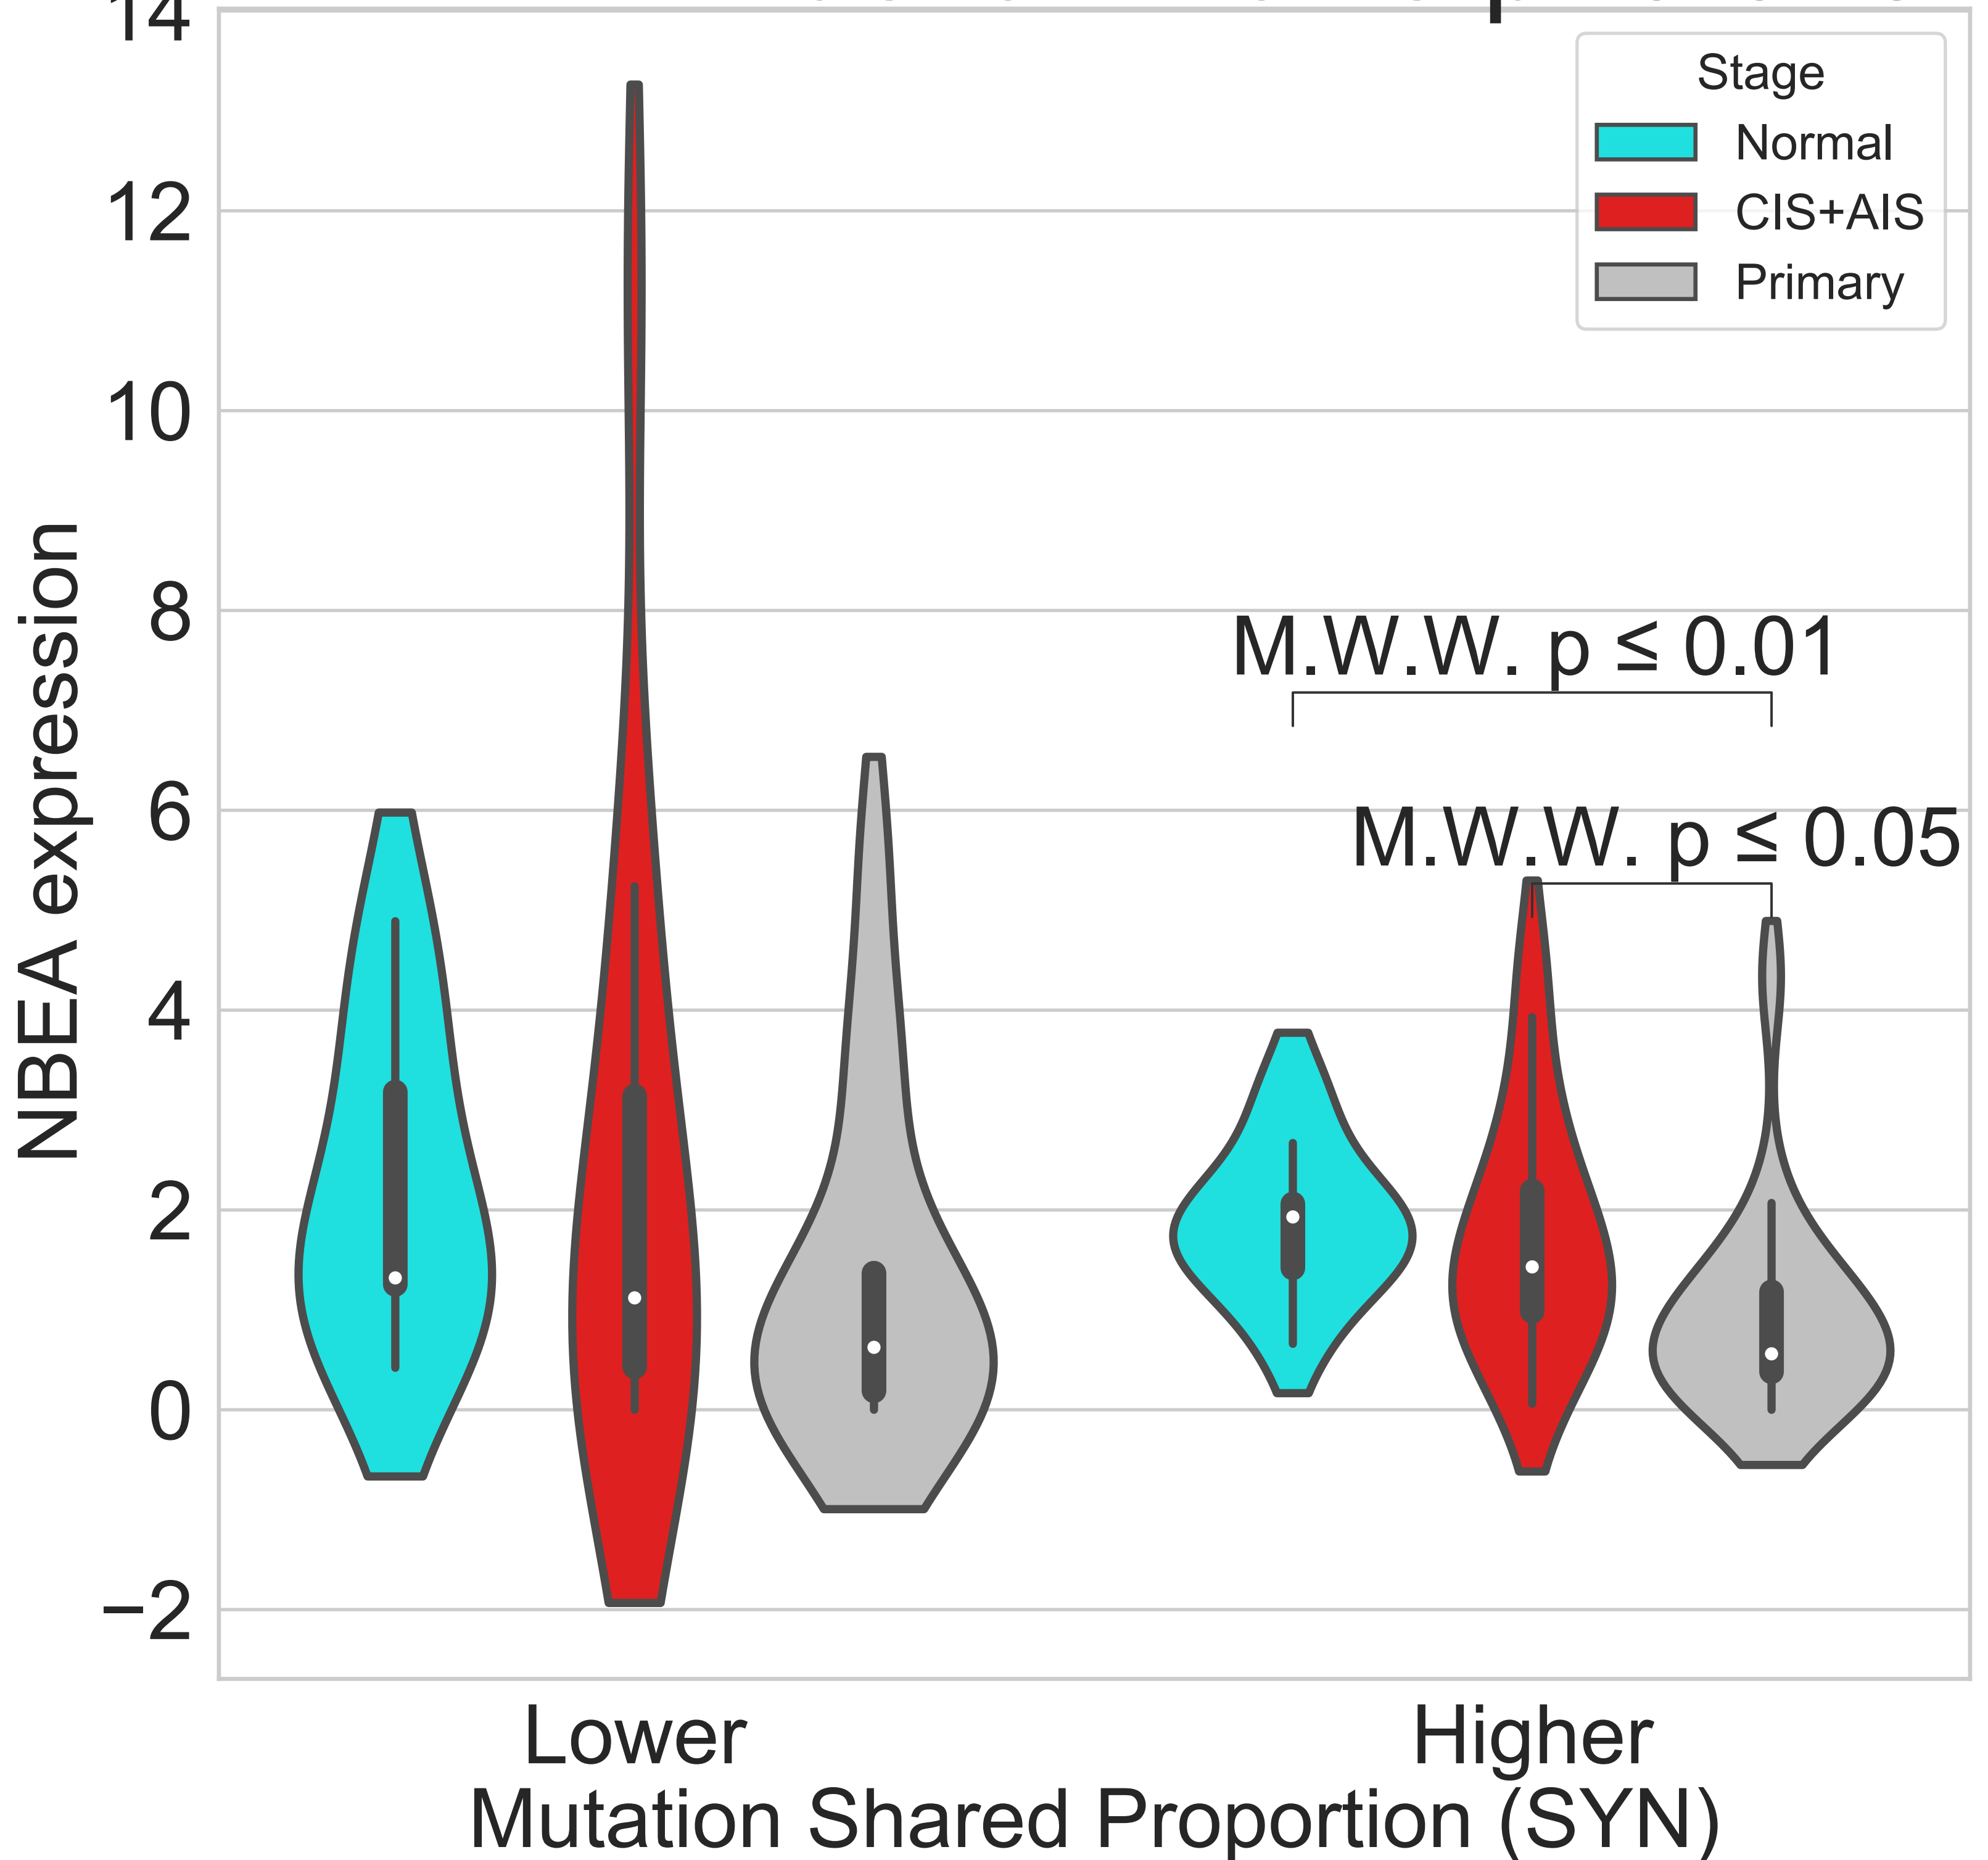 14
12
10
8
6
4
2
0
−2
NBEA expression
Stage
Normal
CIS+AIS
Primary
M.W.W. p ≤ 0.01
M.W.W. p ≤ 0.05
Lower
Higher
Mutation Shared Proportion (SYN)